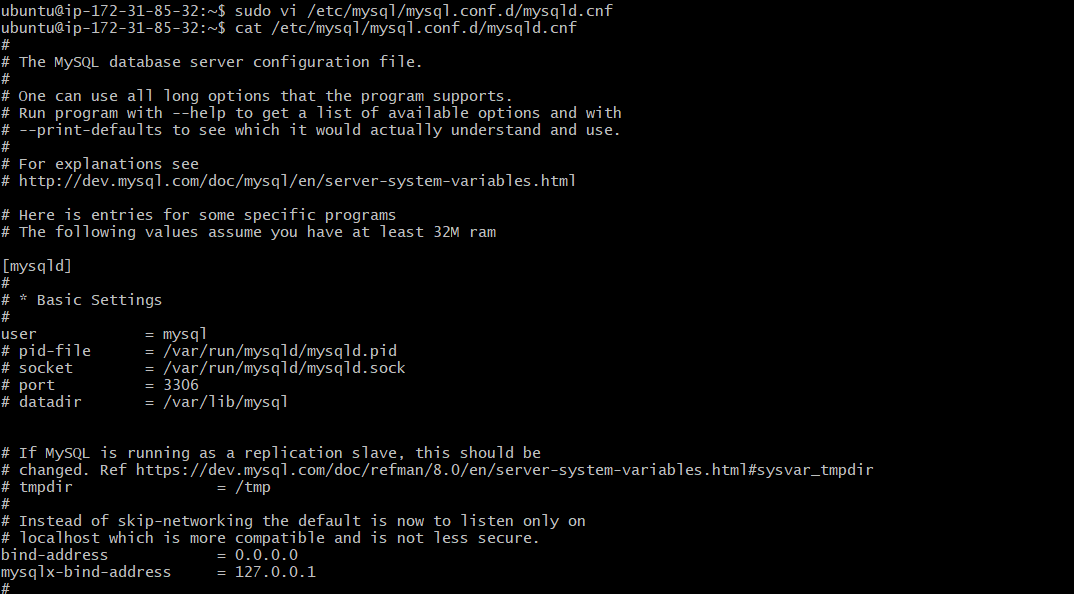 ubuntu@ip-172-31-85-32:~$ sudo vi /etc/mysql/mysql.conf.d/mysqld.cnf
ubuntu@ip-172-31-85-32:~$ cat /etc/mysql/mysql.conf.d/mysqld.cnf
#
# The MySQL database server configuration file.
#
# One can use all long options that the program supports.
# Run program with --help to get a list of available options and with
# --print-defaults to see which it would actually understand and use.
#
# For explanations see
# http://dev.mysql.com/doc/mysql/en/server-system-variables.html

# Here is entries for some specific programs
# The following values assume you have at least 32M ram

[mysqld]
#
# * Basic Settings
#
user            = mysql
# pid-file      = /var/run/mysqld/mysqld.pid
# socket        = /var/run/mysqld/mysqld.sock
# port          = 3306
# datadir       = /var/lib/mysql


# If MySQL is running as a replication slave, this should be
# changed. Ref https://dev.mysql.com/doc/refman/8.0/en/server-system-variables.html#sysvar_tmpdir
# tmpdir                = /tmp
#
# Instead of skip-networking the default is now to listen only on
# localhost which is more compatible and is not less secure.
bind-address            = 0.0.0.0
mysqlx-bind-address     = 127.0.0.1
#